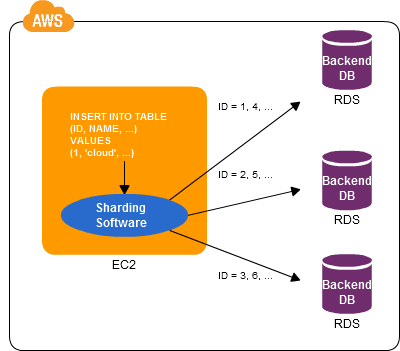 AWS
INSERT INTO TABLE
(ID, NAME, ...)
VALUES
(1, 'cloud', ...)
Sharding
Software
EC2
ID = 1, 4, ...
Backend
DB
RDS
ID = 2, 5, ...
Backend
DB
RDS
ID = 3, 6, ...
Backend
DB
RDS